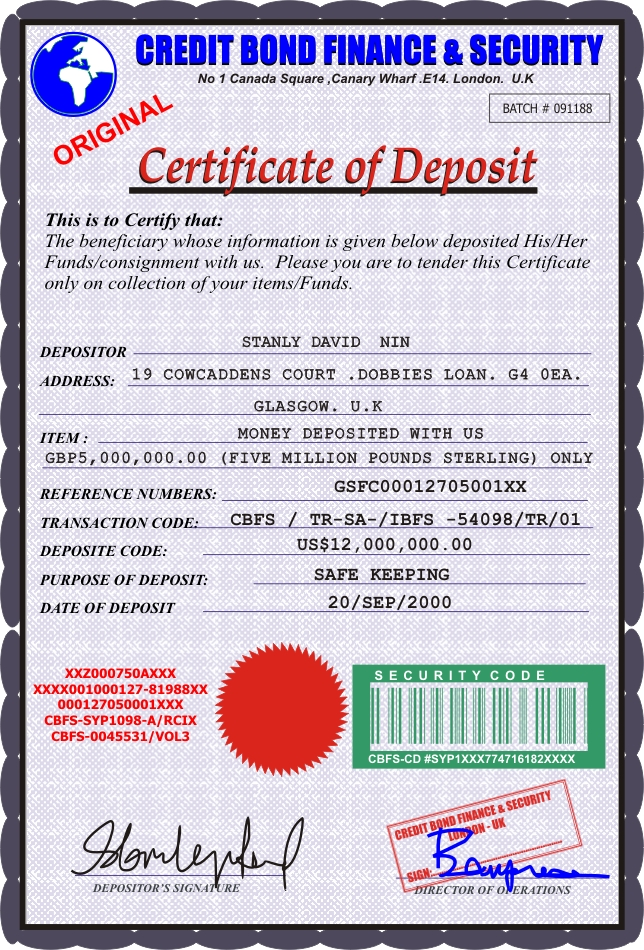 CREDIT BOND FINANCE & SECURITY
No 1 Canada Square ,Canary Wharf .E14. London. U.K
BATCH # 091188
ORIGINAL
Certificate of Deposit
This is to Certify that:
The beneficiary whose information is given below deposited His/Her
Funds/consignment with us. Please you are to tender this Certificate
only on collection of your items/Funds.
DEPOSITOR STANLY DAVID NIN
ADDRESS: 19 COWCADDENS COURT .DOBBIES LOAN. G4 0EA.
GLASGOW. U.K
ITEM : MONEY DEPOSITED WITH US
GBP5,000,000.00 (FIVE MILLION POUNDS STERLING) ONLY
REFERENCE NUMBERS: GSFC00012705001XX
TRANSACTION CODE: CBFS / TR-SA-/IBFS -54098/TR/01
DEPOSITE CODE: US$12,000,000.00
PURPOSE OF DEPOSIT: SAFE KEEPING
DATE OF DEPOSIT 20/SEP/2000
XXZ000750AXXX
XXXX001000127-81988XX
000127050001XXX
CBFS-SYP1098-A/RCIX
CBFS-0045531/VOL3
SECURITY CODE
CBFS-CD #SYP1XXX774716182XXXX
CREDIT BOND FINANCE & SECURITY
LONDON - UK
SIGN:
DEPOSITOR'S SIGNATURE
DIRECTOR OF OPERATIONS